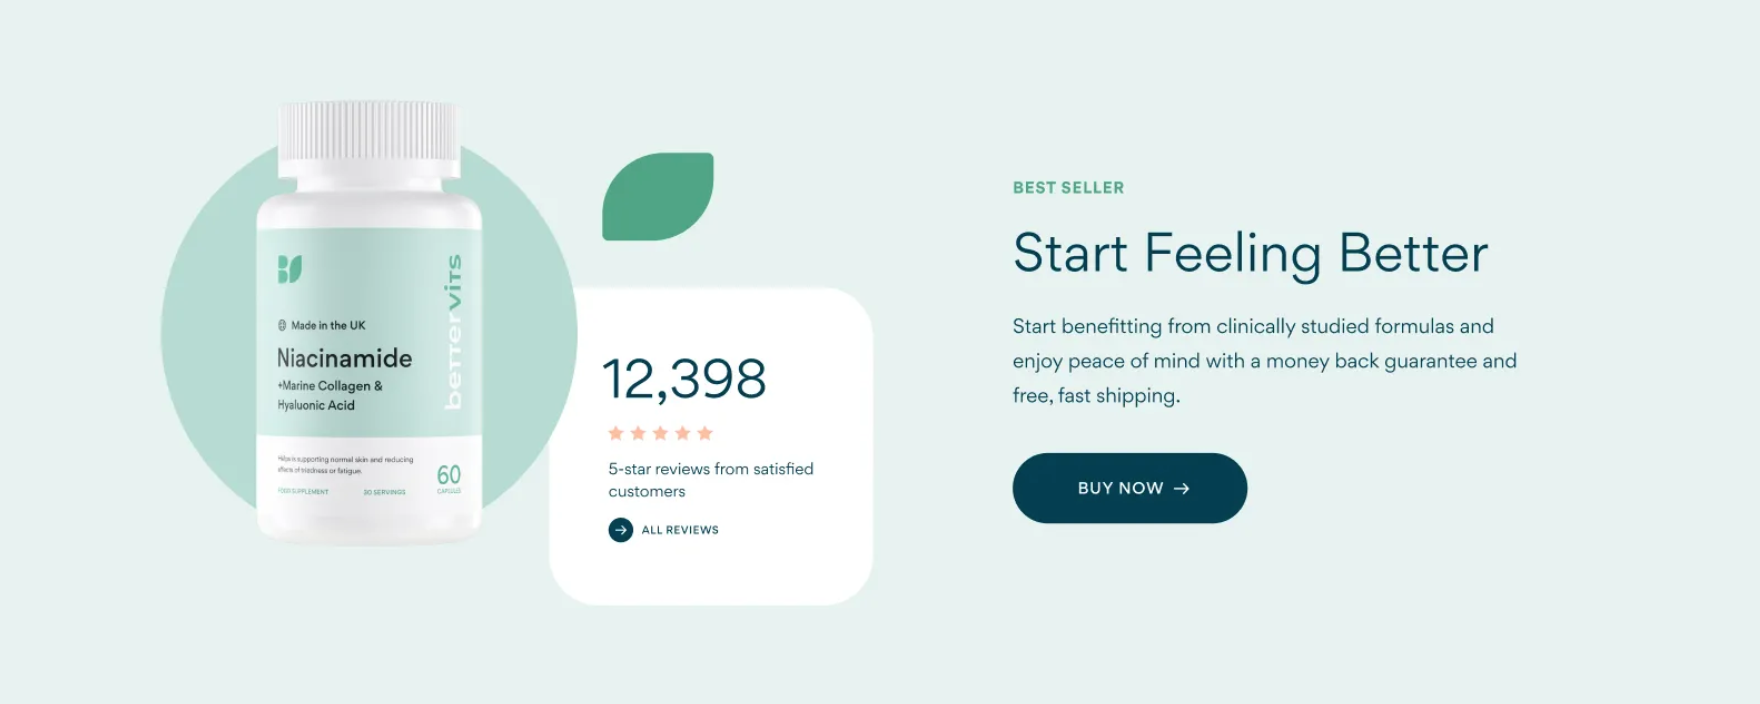 Made in the UK
Niacinamide
+Marine Collagen &
Hyaluonic Acid
Helps in supporting normal skin and reducing
effects of tiredness or fatigue.
FOOD SUPPLEMENT
30 SERVINGS
60
CAPSULES
bettervits
12,398
5-star reviews from satisfied
customers
ALL REVIEWS
BEST SELLER
Start Feeling Better
Start benefitting from clinically studied formulas and
enjoy peace of mind with a money back guarantee and
free, fast shipping.
BUY NOW →